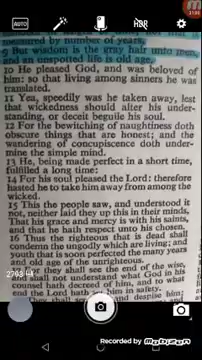 AUTO
HDR
measured by number of years.
9 But wisdom is the gray hair unto men,
and an unspotted life is old age.
10 He pleased God, and was beloved of
him: so that living among sinners he was
translated.
11 Yea, speedily was he taken away, lest
that wickedness should alter his under-
standing, or deceit beguile his soul.
12 For the bewitching of naughtiness doth
obscure things that are honest; and the
wandering of concupiscence doth under-
mine the simple mind.
13 He, being made perfect in a short time,
fulfilled a long time:
14 For his soul pleased the Lord: therefore
hasted he to take him away from among the
wicked.
15 This the people saw, and understood it
not, neither laid they up this in their minds,
That his grace and mercy is with his saints,
and that he hath respect unto his chosen.
16 Thus the righteous that is dead shall
condemn the ungodly which are living; and
youth that is soon perfected the many years
and old age of the unrighteous.
For they shall see the end of the wise,
and shall not understand what God in his
counsel hath decreed of him, and to what
end the Lord hath set him in safety.
They shall see him and despise him
Recorded by